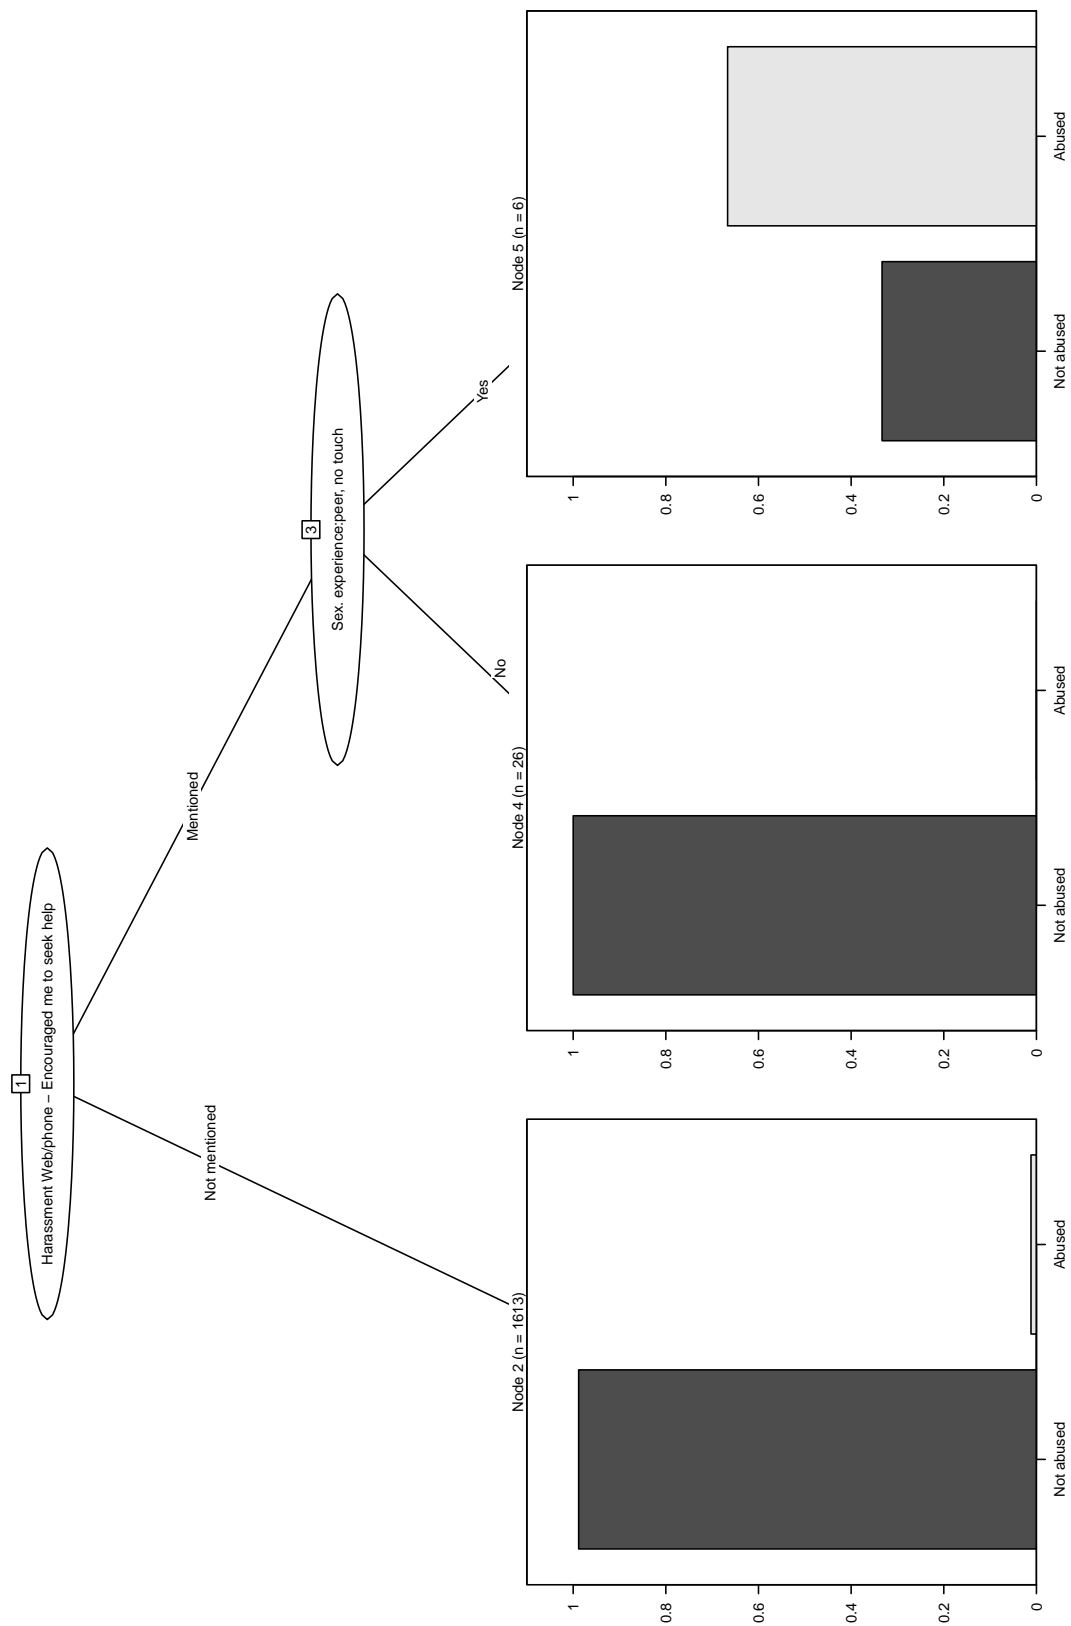 1
Harassment Web/phone – Encouraged me to seek help
Not mentioned
Mentioned
3
Sex. experience:peer, no touch
No
Yes
Node 2 (n = 1613)
1
0.8
0.6
0.4
0.2
0
Not abused
Abused
Node 4 (n = 26)
1
0.8
0.6
0.4
0.2
0
Not abused
Abused
Node 5 (n = 6)
1
0.8
0.6
0.4
0.2
0
Not abused
Abused